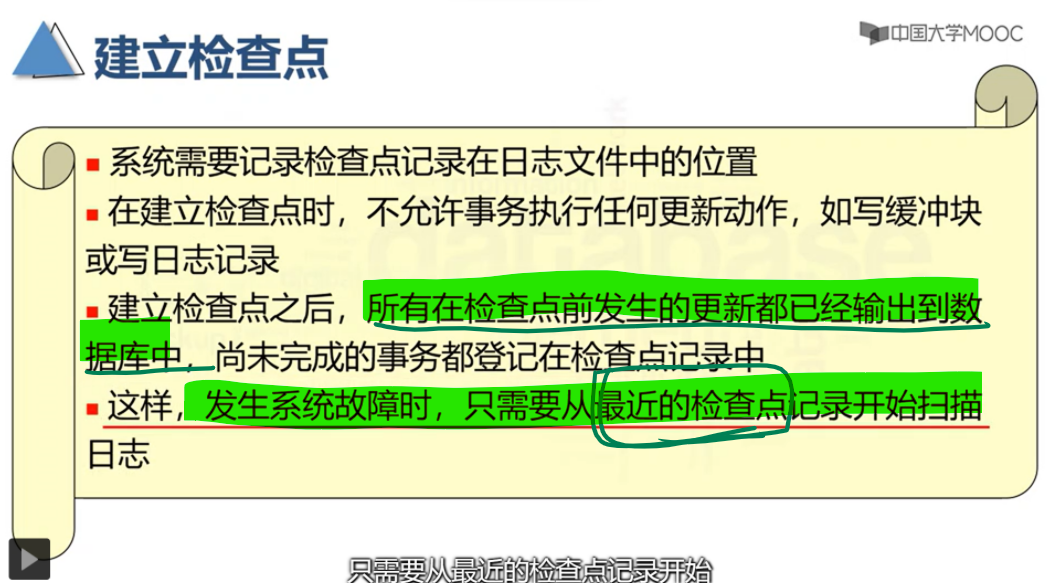 建立检查点
中国大学MOOC
系统需要记录检查点记录在日志文件中的位置
在建立检查点时，不允许事务执行任何更新动作，如写缓冲块
或写日志记录
建立检查点之后，所有在检查点前发生的更新都已经输出到数
据库中，尚未完成的事务都登记在检查点记录中
这样，发生系统故障时，只需要从最近的检查点记录开始扫描
日志
只需要从最近的检查点记录开始